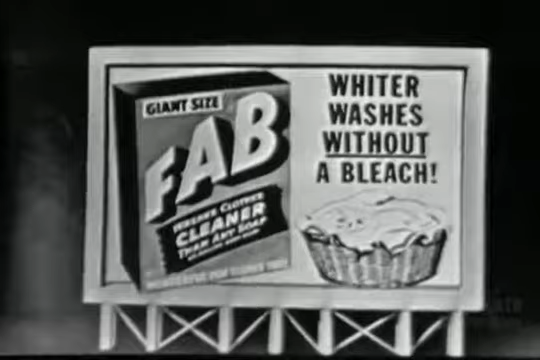 GIANT SIZE
FAB
WASHES CLOTHES
CLEANER
THAN ANY SOAP
WHITER
WASHES
WITHOUT
A BLEACH!